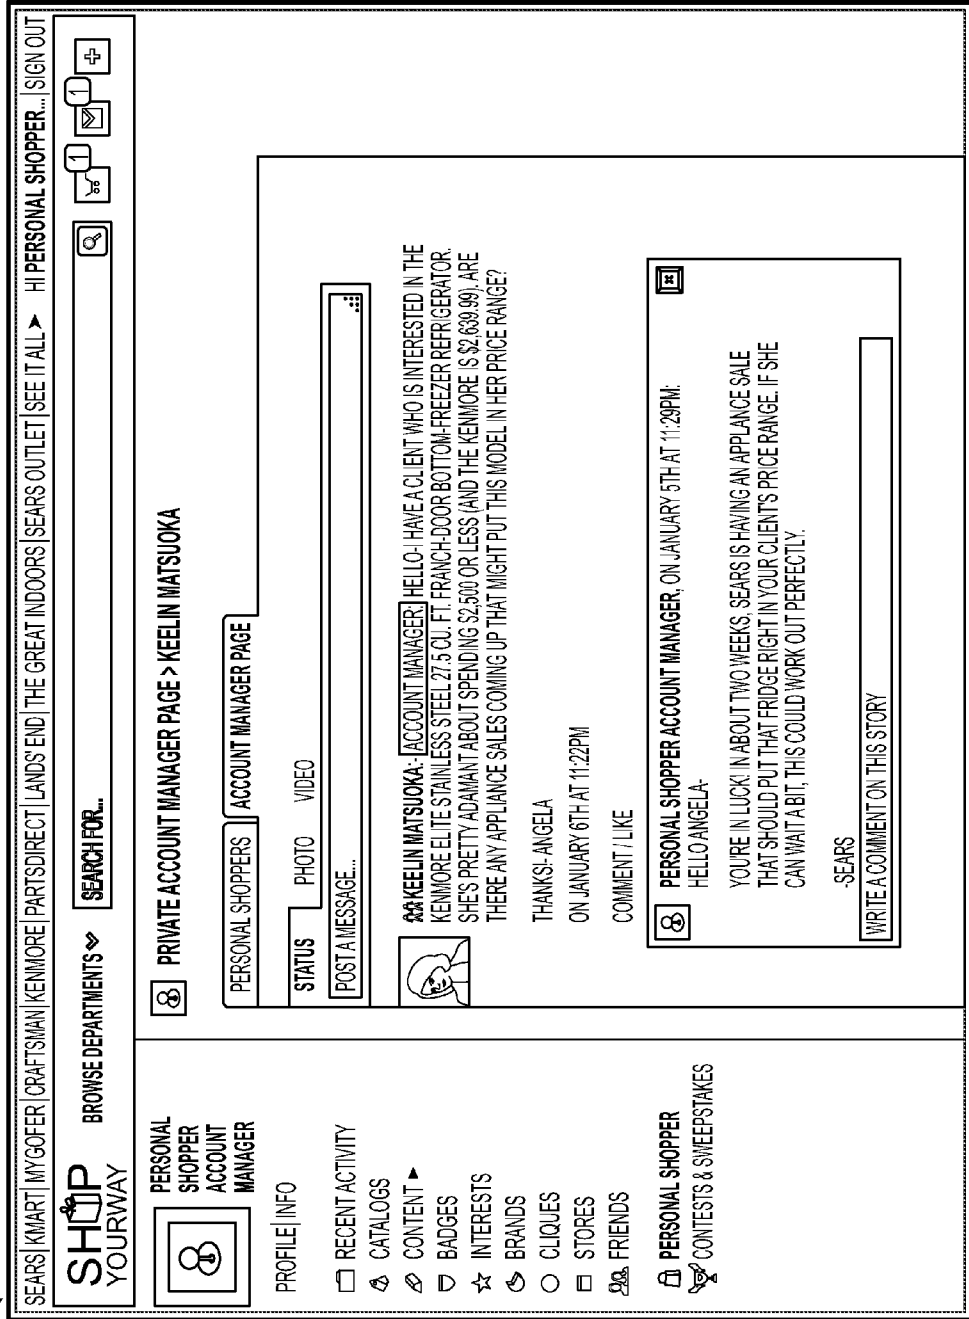 SEARS|KMART|MYGOFER|CRAFTSMAN|KENMORE|PARTSDIRECT|LANDS' END|THE GREAT INDOORS|SEARS OUTLET|SEE IT ALL HI PERSONAL SHOPPER...|SIGN OUT
SHOP
YOURWAY
BROWSE DEPARTMENTS
SEARCH FOR...
1
1
PERSONAL
SHOPPER
ACCOUNT
MANAGER
PROFILE|INFO
RECENT ACTIVITY
CATALOGS
CONTENT
BADGES
INTERESTS
BRANDS
CLIQUES
STORES
FRIENDS
PERSONAL SHOPPER
CONTESTS & SWEEPSTAKES
PRIVATE ACCOUNT MANAGER PAGE > KEELIN MATSUOKA
PERSONAL SHOPPERS
ACCOUNT MANAGER PAGE
STATUS PHOTO VIDEO
POST A MESSAGE...
KEELIN MATSUOKA:- ACCOUNT MANAGER: HELLO-I HAVE A CLIENT WHO IS INTERESTED IN THE
KENMORE ELITE STAINLESS STEEL 27.5 CU. FT. FRANCH-DOOR BOTTOM-FREEZER REFRIGERATOR.
SHE'S PRETTY ADAMANT ABOUT SPENDING $2,500 OR LESS (AND THE KENMORE IS $2,639.99). ARE
THERE ANY APPLIANCE SALES COMING UP THAT MIGHT PUT THIS MODEL IN HER PRICE RANGE?
THANKS!- ANGELA
ON JANUARY 6TH AT 11:22PM
COMMENT / LIKE
PERSONAL SHOPPER ACCOUNT MANAGER, ON JANUARY 5TH AT 11:29PM:
HELLO ANGELA-
YOU'RE IN LUCK! IN ABOUT TWO WEEKS, SEARS IS HAVING AN APPLANCE SALE
THAT SHOULD PUT THAT FRIDGE RIGHT IN YOUR CLIENT'S PRICE RANGE. IF SHE
CAN WAIT A BIT, THIS COULD WORK OUT PERFECTLY.
-SEARS
WRITE A COMMENT ON THIS STORY